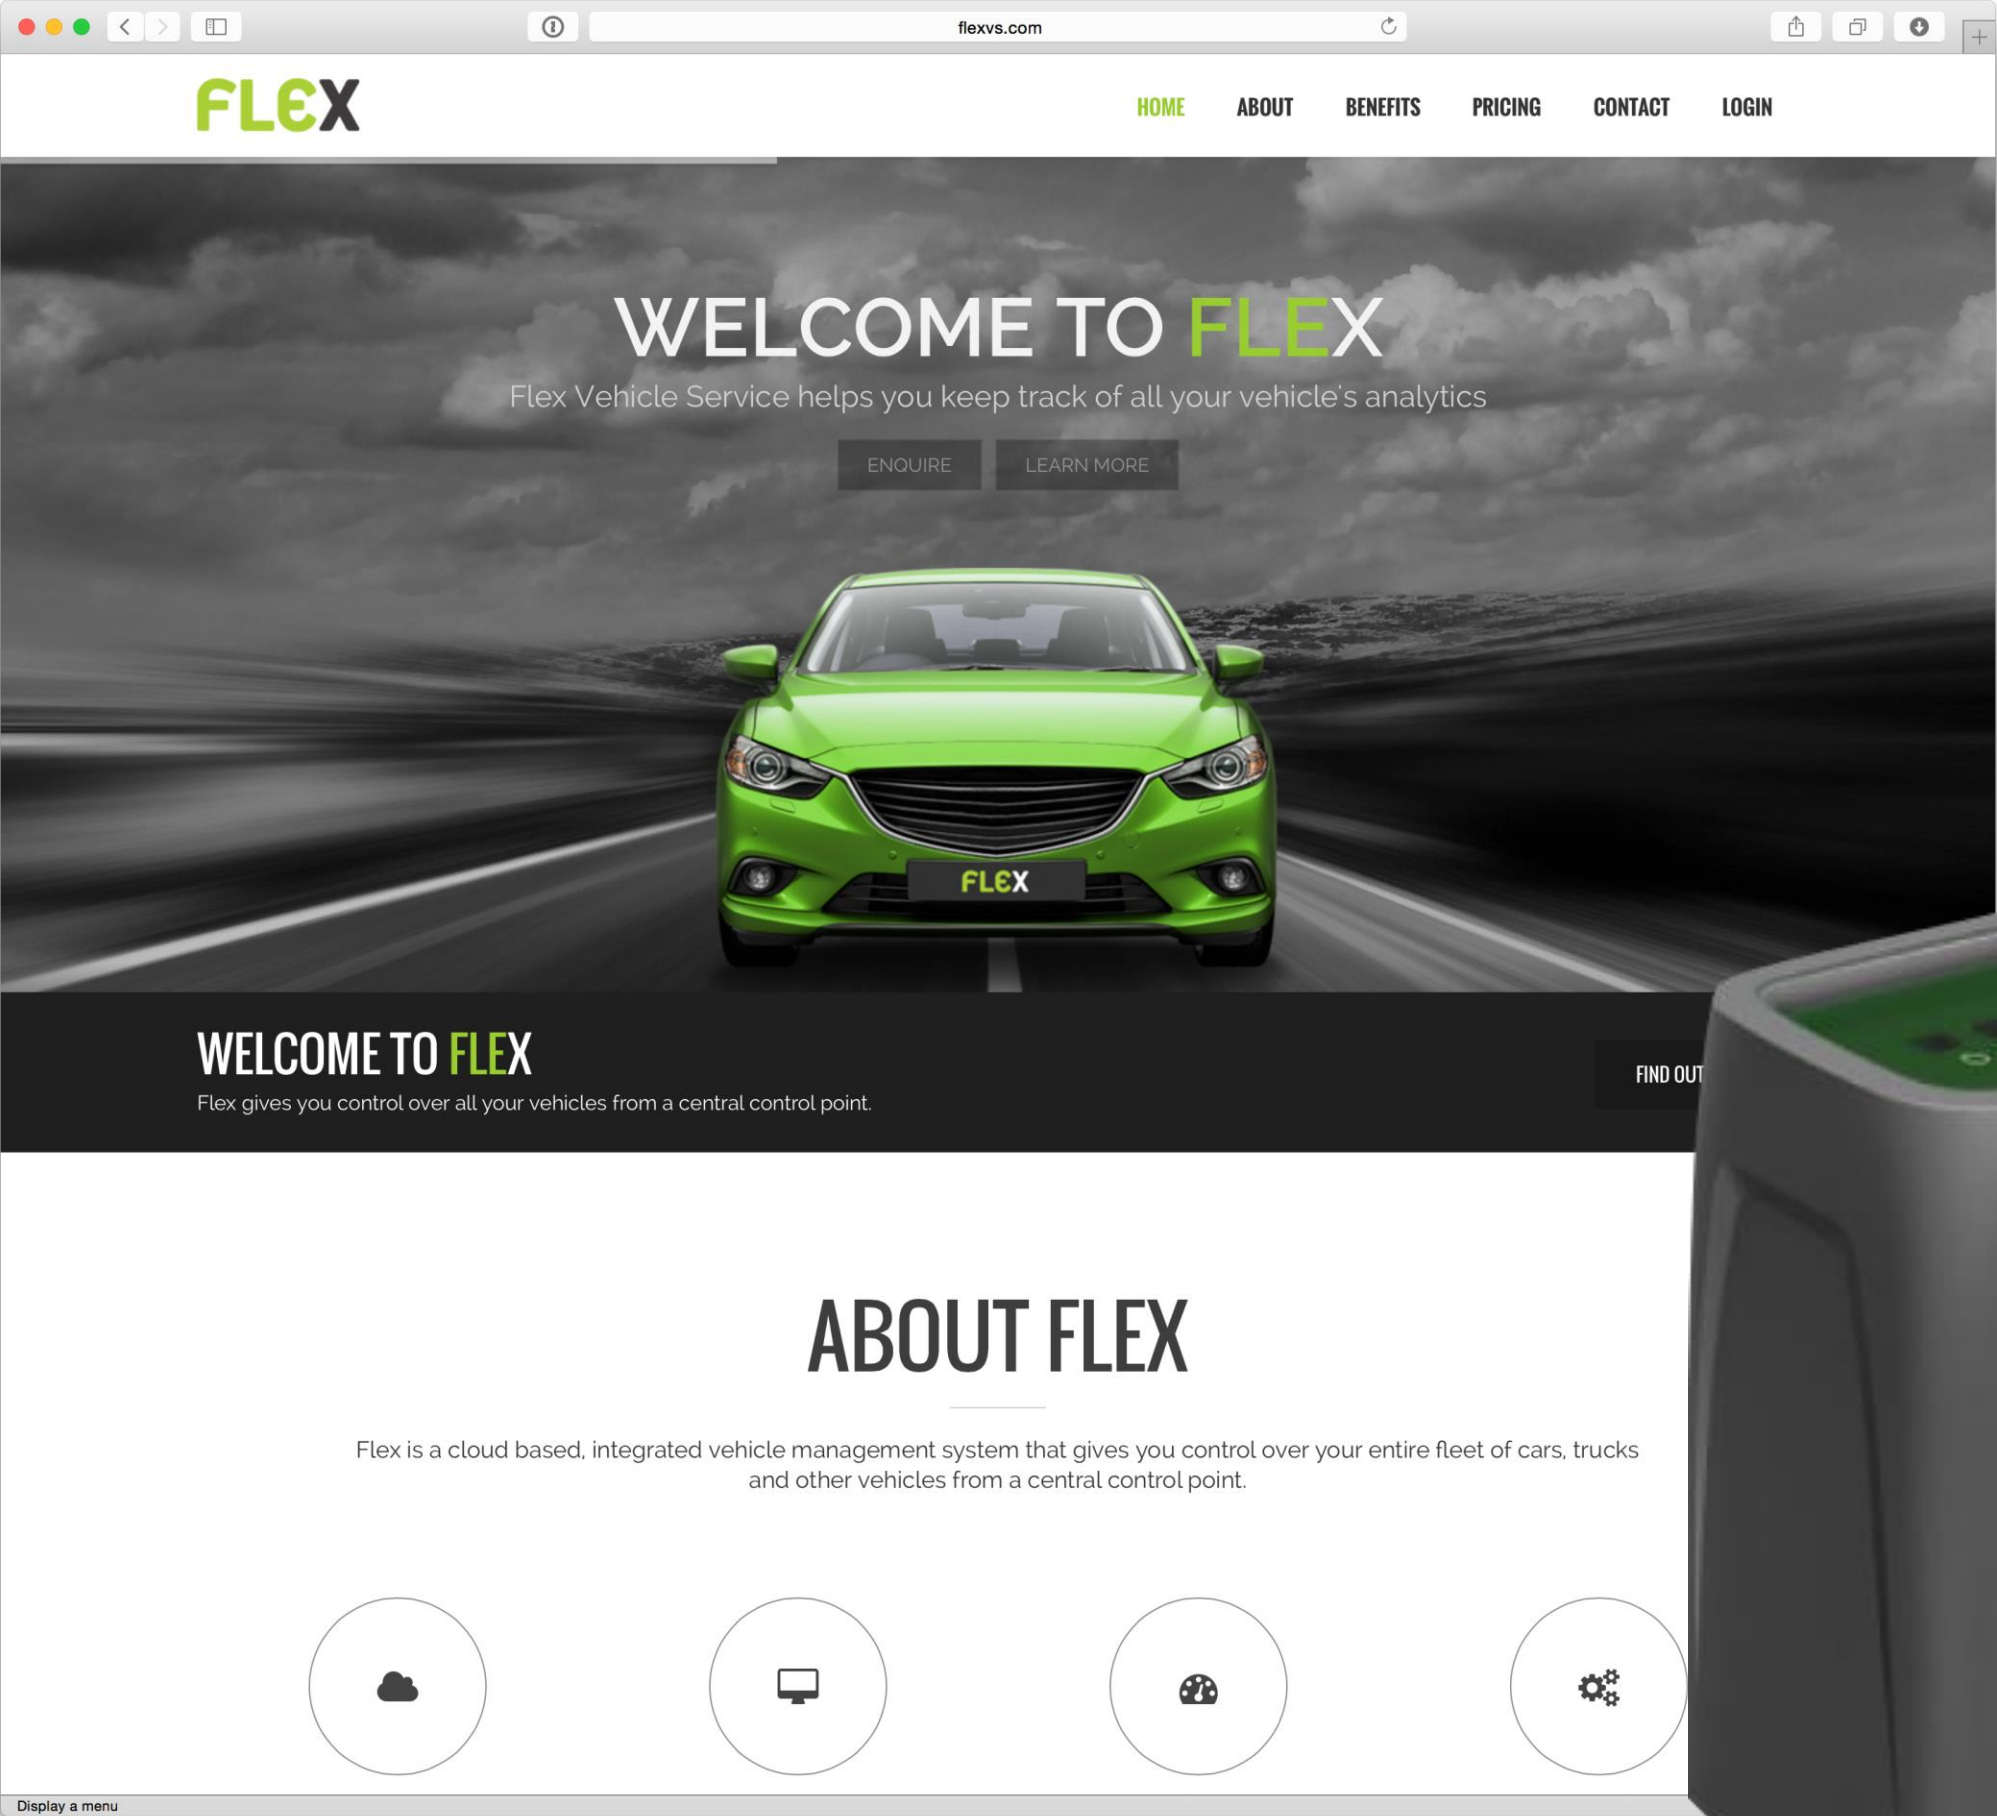 flexvs.com
FLEX
HOME ABOUT BENEFITS PRICING CONTACT LOGIN
WELCOME TO FLEX
Flex Vehicle Service helps you keep track of all your vehicle's analytics
ENQUIRE LEARN MORE
FLEX
WELCOME TO FLEX
Flex gives you control over all your vehicles from a central control point.
FIND OUT
ABOUT FLEX
Flex is a cloud based, integrated vehicle management system that gives you control over your entire fleet of cars, trucks
and other vehicles from a central control point.
Display a menu